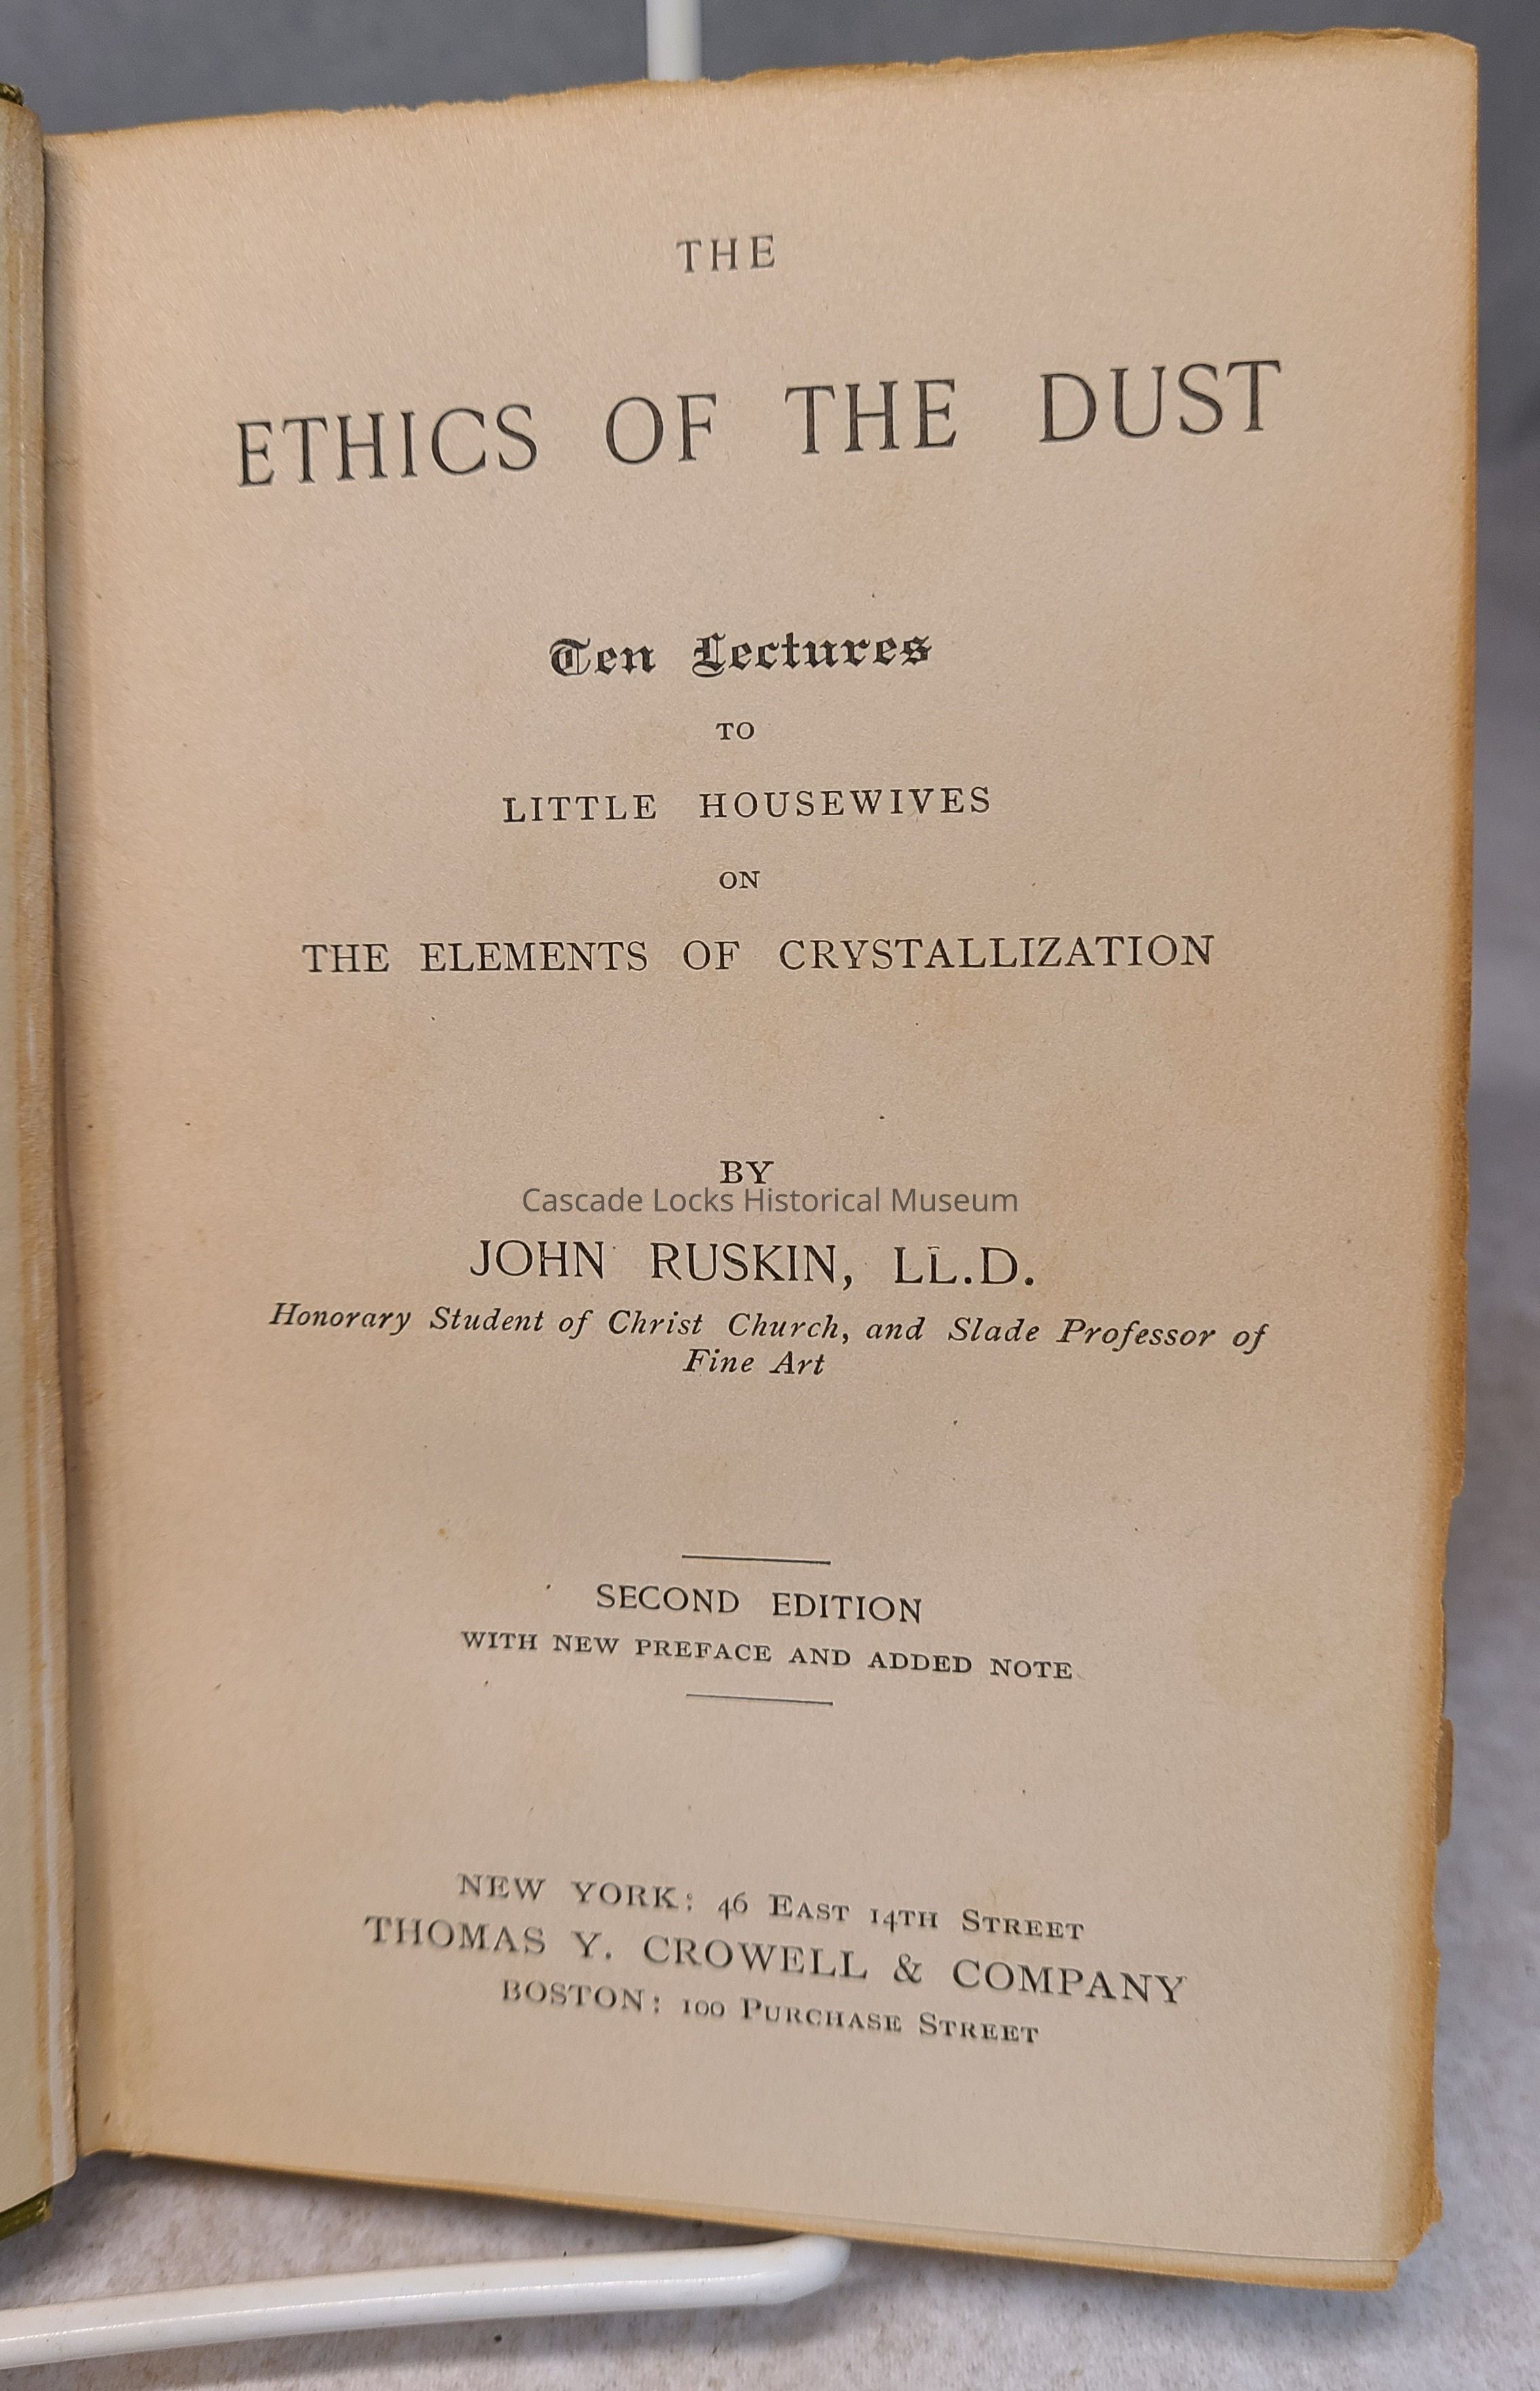 THE
ETHICS OF THE DUST
Ten Lectures
TO
LITTLE HOUSEWIVES
ON
THE ELEMENTS OF CRYSTALLIZATION
BY
Cascade Locks Historical Museum
JOHN RUSKIN, LL.D.
Honorary Student of Christ Church, and Slade Professor of
Fine Art
SECOND EDITION
WITH NEW PREFACE AND ADDED NOTE
NEW YORK: 46 EAST 14TH STREET
THOMAS Y. CROWELL & COMPANY
BOSTON: 100 PURCHASE STREET